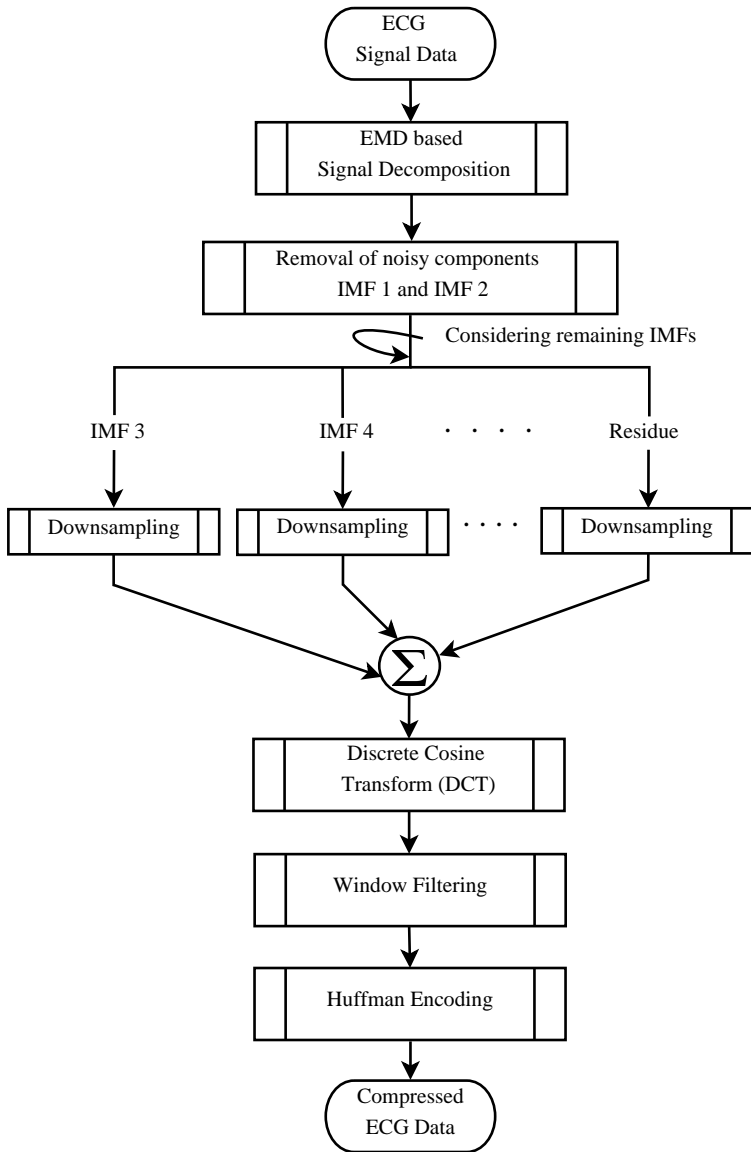 ECG
Signal Data
EMD based
Signal Decomposition
Removal of noisy components
IMF 1 and IMF 2
Considering remaining IMFs
IMF 3
IMF 4
. . . .
Residue
Downsampling
Downsampling
. . . .
Downsampling
Σ
Discrete Cosine
Transform (DCT)
Window Filtering
Huffman Encoding
Compressed
ECG Data